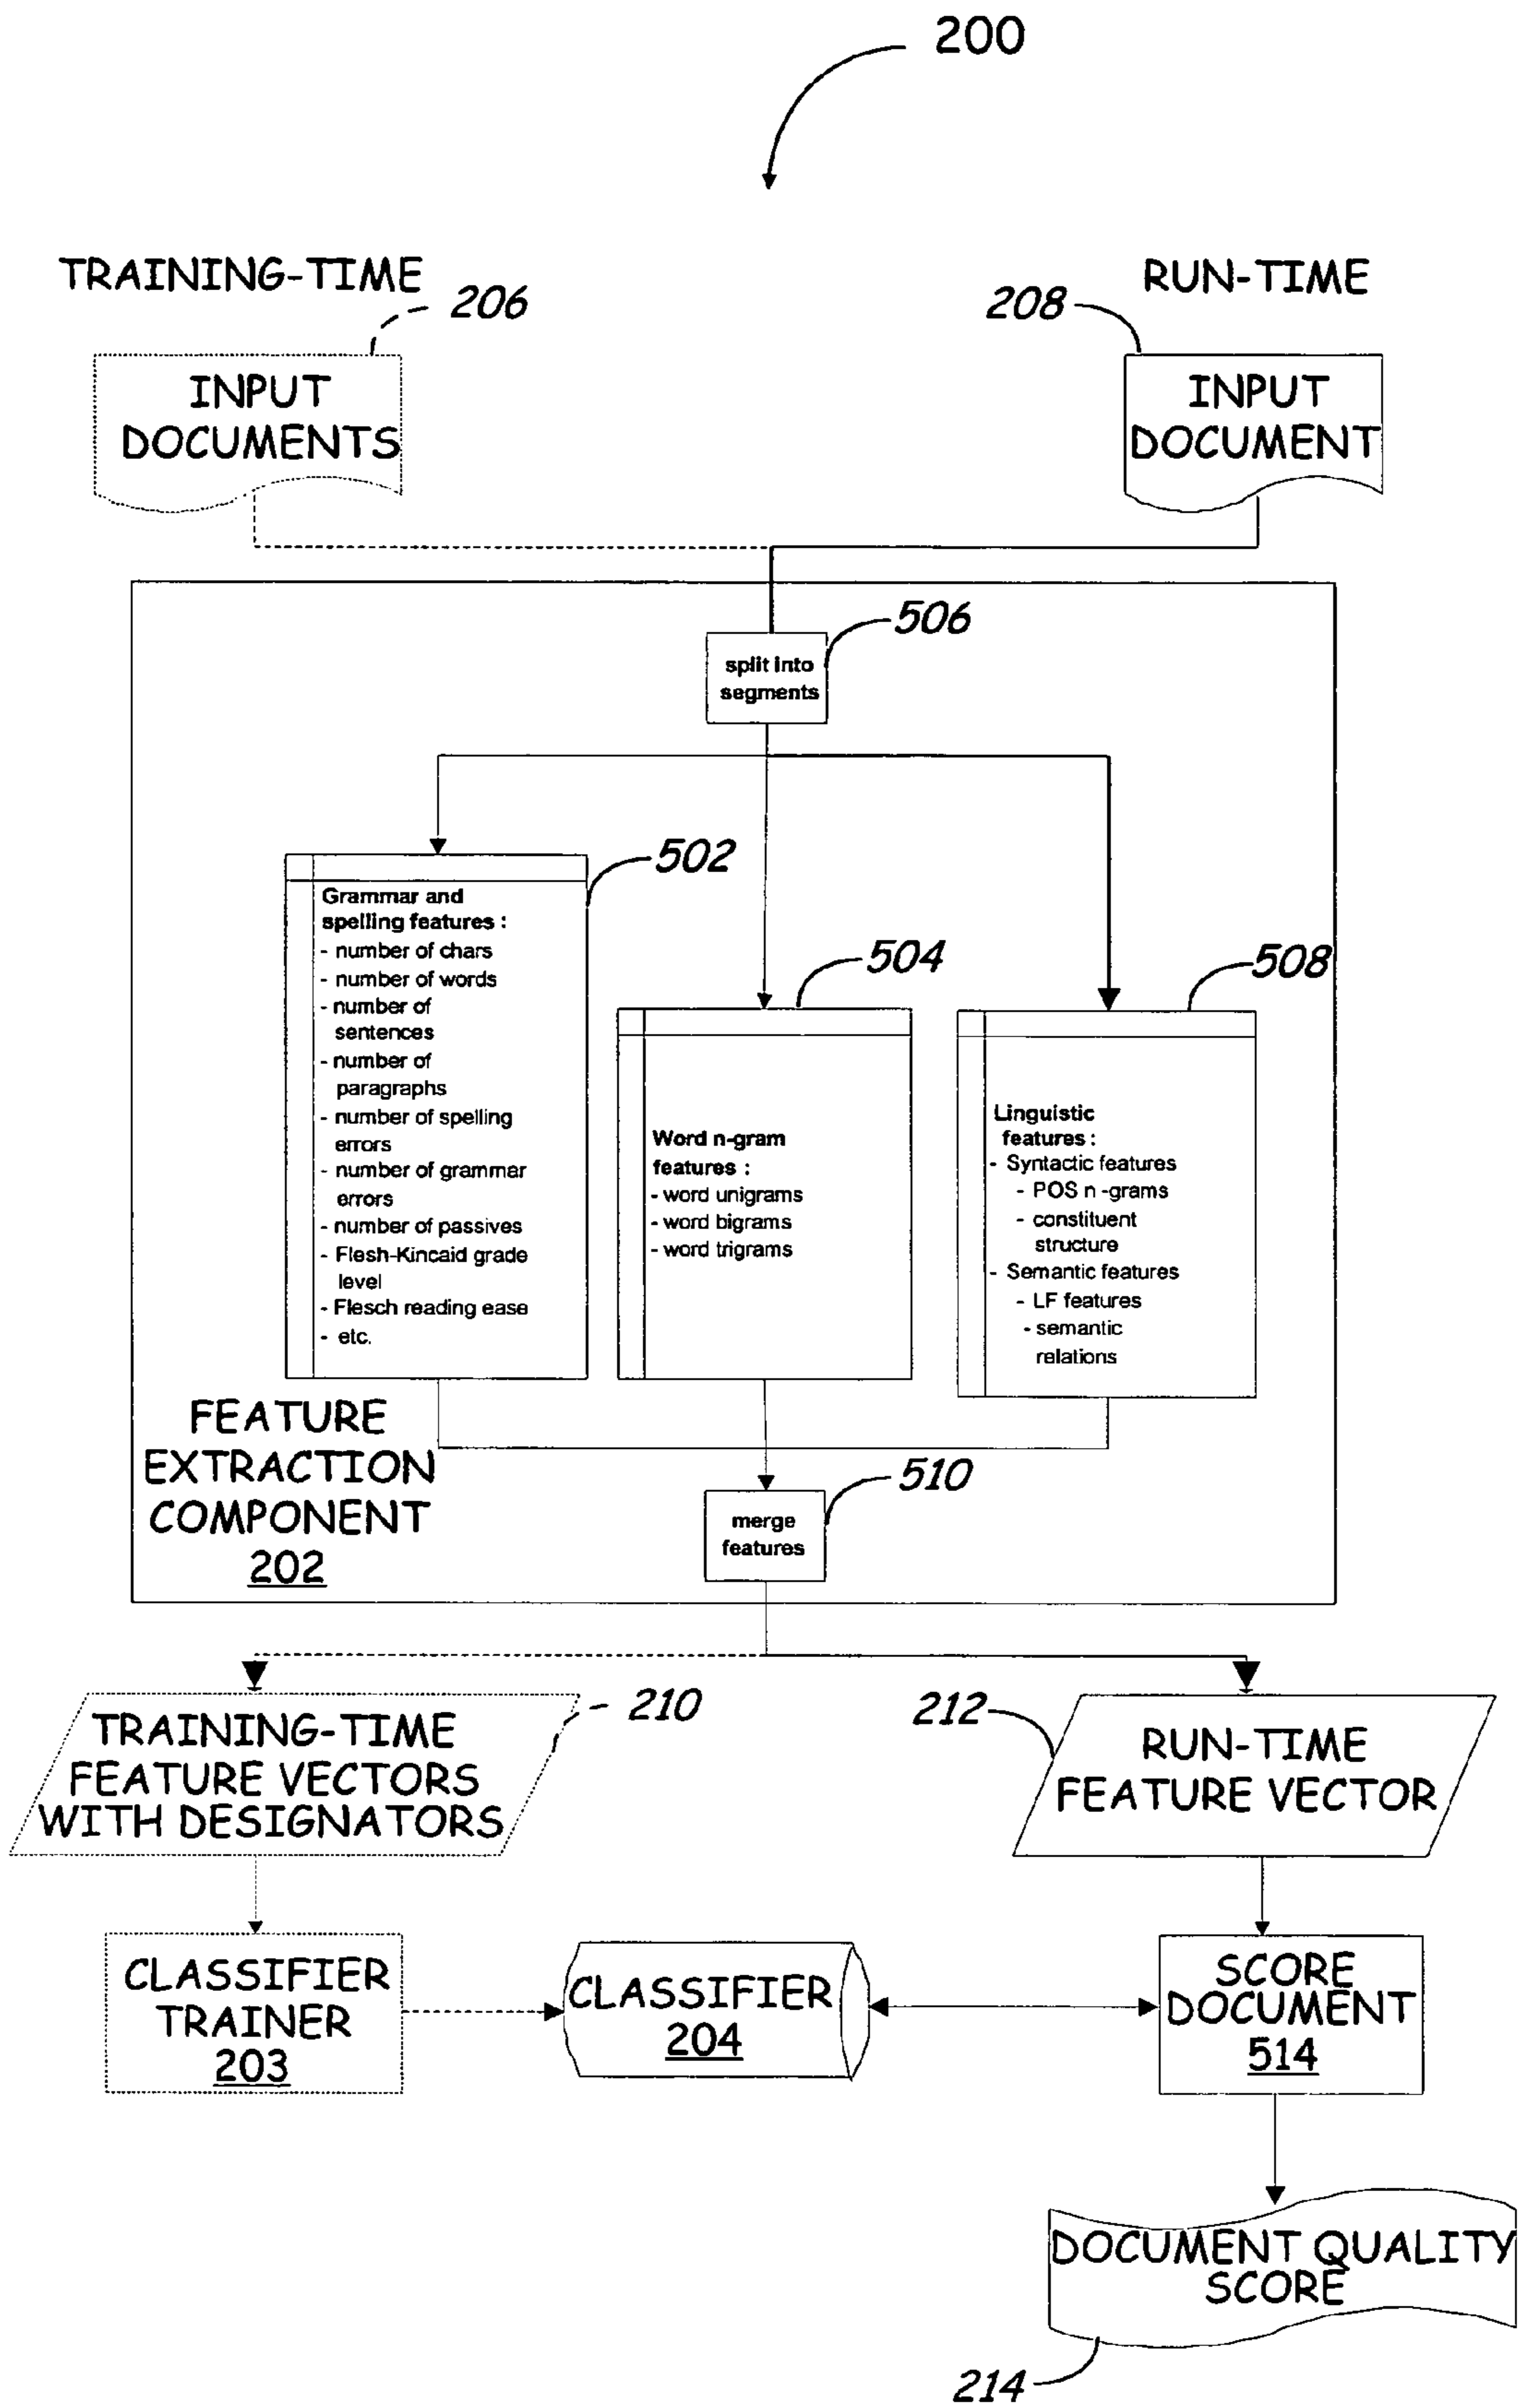 200
TRAINING-TIME
206
INPUT
DOCUMENTS
RUN-TIME
208
INPUT
DOCUMENT
506
split into
segments
502
Grammar and
spelling features :
- number of chars
- number of words
- number of
sentences
- number of
paragraphs
- number of spelling
errors
- number of grammar
errors
- number of passives
- Flesh-Kincaid grade
level
- Flesch reading ease
- etc.
504
Word n-gram
features :
- word unigrams
- word bigrams
- word trigrams
508
Linguistic
features :
- Syntactic features
- POS n -grams
- constituent
structure
- Semantic features
- LF features
- semantic
relations
FEATURE
EXTRACTION
COMPONENT
202
510
merge
features
210
TRAINING-TIME
FEATURE VECTORS
WITH DESIGNATORS
212
RUN-TIME
FEATURE VECTOR
CLASSIFIER
TRAINER
203
CLASSIFIER
204
SCORE
DOCUMENT
514
DOCUMENT QUALITY
SCORE
214